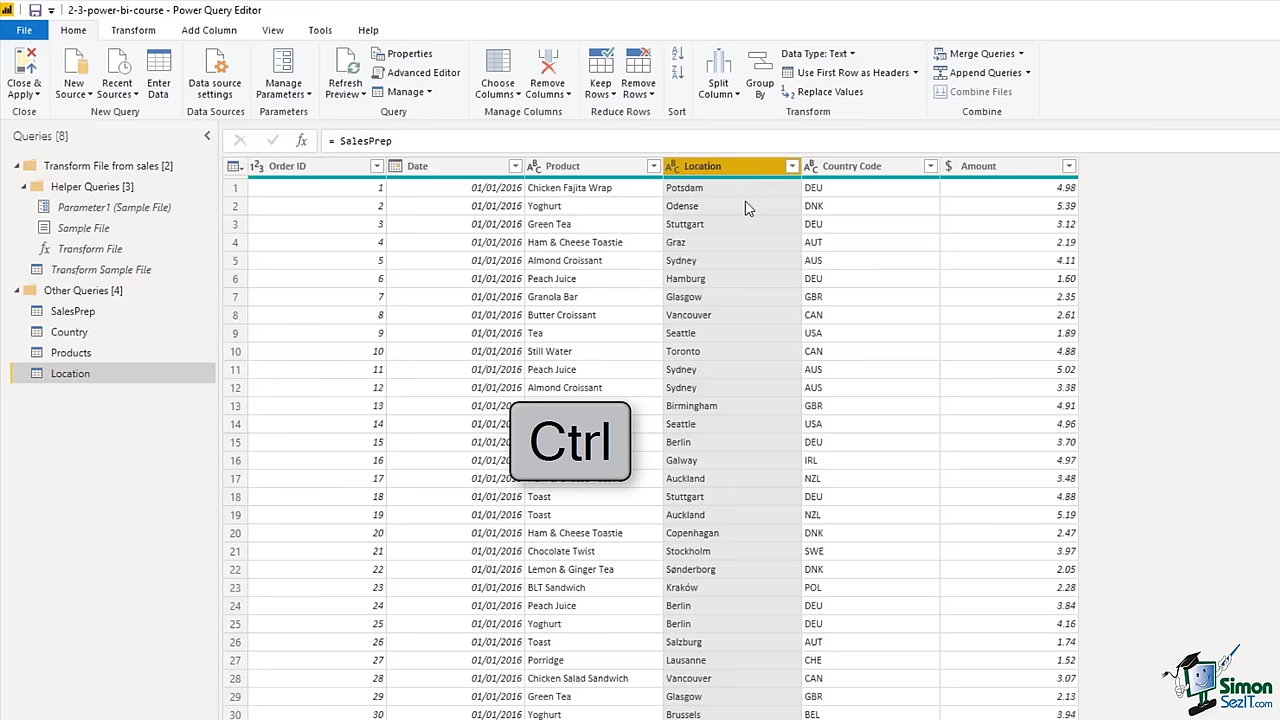 2-3-power-bi-course - Power Query Editor
File Home Transform Add Column View Tools Help
Close & Apply
New Source
Recent Sources
Enter Data
Data source settings
Manage Parameters
Refresh Preview
Properties
Advanced Editor
Manage
Choose Columns
Remove Columns
Keep Rows
Remove Rows
Split Column
Group By
Data Type: Text
Use First Row as Headers
Replace Values
Merge Queries
Append Queries
Combine Files
Close New Query Data Sources Parameters Query Manage Columns Reduce Rows Sort Transform Combine
Queries [8]
Transform File from sales [2]
Helper Queries [3]
Parameter1 (Sample File)
Sample File
fx Transform File
Transform Sample File
Other Queries [4]
SalesPrep
Country
Products
Location
fx = SalesPrep
123 Order ID Date ABC Product ABC Location ABC Country Code $ Amount
1 1 01/01/2016 Chicken Fajita Wrap Potsdam DEU 4.98
2 2 01/01/2016 Yoghurt Odense DNK 5.39
3 3 01/01/2016 Green Tea Stuttgart DEU 3.12
4 4 01/01/2016 Ham & Cheese Toastie Graz AUT 2.19
5 5 01/01/2016 Almond Croissant Sydney AUS 4.11
6 6 01/01/2016 Peach Juice Hamburg DEU 1.60
7 7 01/01/2016 Granola Bar Glasgow GBR 2.35
8 8 01/01/2016 Butter Croissant Vancouver CAN 2.61
9 9 01/01/2016 Tea Seattle USA 1.89
10 10 01/01/2016 Still Water Toronto CAN 4.88
11 11 01/01/2016 Peach Juice Sydney AUS 5.02
12 12 01/01/2016 Almond Croissant Sydney AUS 3.38
13 13 Birmingham GBR 4.91
14 14 Seattle USA 4.96
15 15 Berlin DEU 3.70
16 16 Galway IRL 4.97
17 17 Auckland NZL 3.48
Ctrl
18 18 01/01/2016 Toast Stuttgart DEU 4.88
19 19 01/01/2016 Toast Auckland NZL 5.19
20 20 01/01/2016 Ham & Cheese Toastie Copenhagan DNK 2.47
21 21 01/01/2016 Chocolate Twist Stockholm SWE 3.97
22 22 01/01/2016 Lemon & Ginger Tea Sønderborg DNK 2.05
23 23 01/01/2016 BLT Sandwich Kraków POL 2.28
24 24 01/01/2016 Peach Juice Berlin DEU 3.84
25 25 01/01/2016 Yoghurt Berlin DEU 4.16
26 26 01/01/2016 Toast Salzburg AUT 1.74
27 27 01/01/2016 Porridge Lausanne CHE 1.52
28 28 01/01/2016 Chicken Salad Sandwich Vancouver CAN 3.07
29 29 01/01/2016 Green Tea Glasgow GBR 2.13
30 30 01/01/2016 Yoghurt Brussels BEL 3.94
Simon
SezIT.com